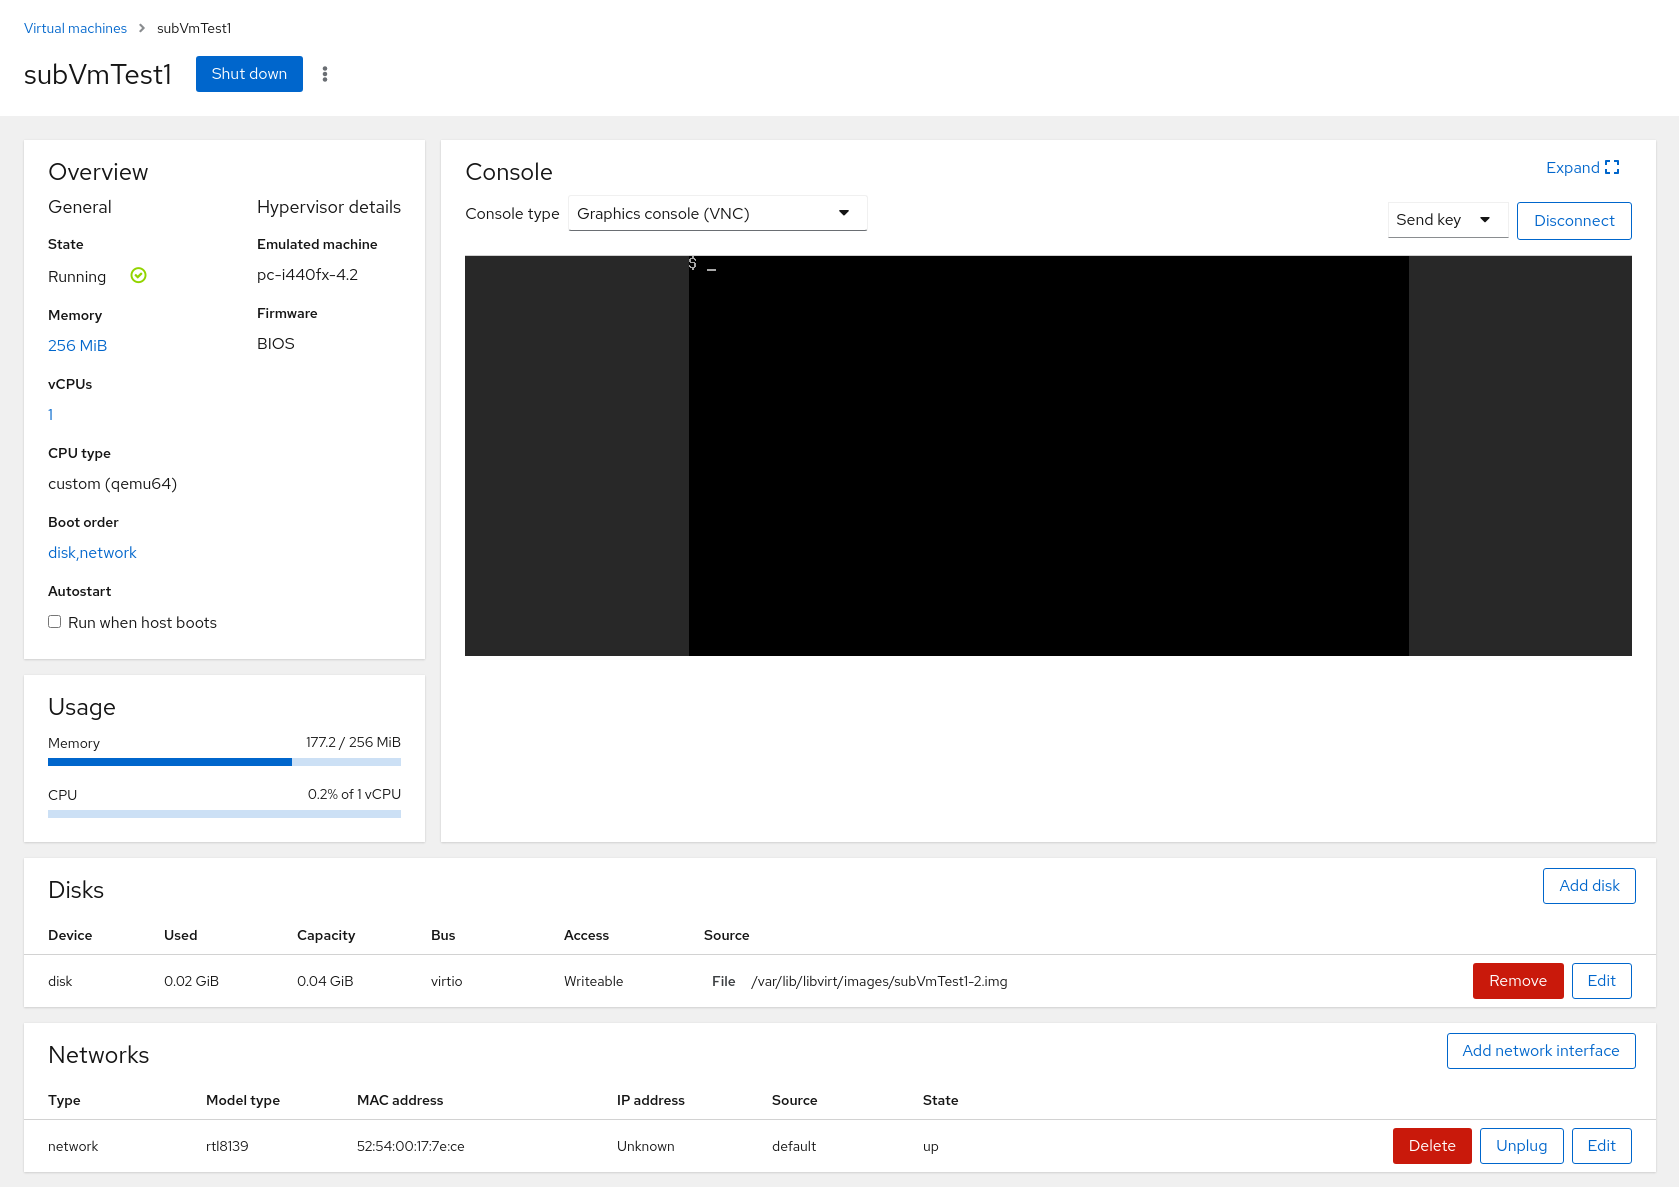 Virtual machines > subVmTest1
subVmTest1 Shut down
Overview
General Hypervisor details
State Emulated machine
Running pc-i440fx-4.2
Memory Firmware
256 MiB BIOS
vCPUs
1
CPU type
custom (qemu64)
Boot order
disk,network
Autostart
Run when host boots
Console Expand
Console type Graphics console (VNC) Send key Disconnect
$ _
Usage
Memory 177.2 / 256 MiB
CPU 0.2% of 1 vCPU
Disks Add disk
Device Used Capacity Bus Access Source
disk 0.02 GiB 0.04 GiB virtio Writeable File /var/lib/libvirt/images/subVmTest1-2.img Remove Edit
Networks Add network interface
Type Model type MAC address IP address Source State
network rtl8139 52:54:00:17:7e:ce Unknown default up Delete Unplug Edit